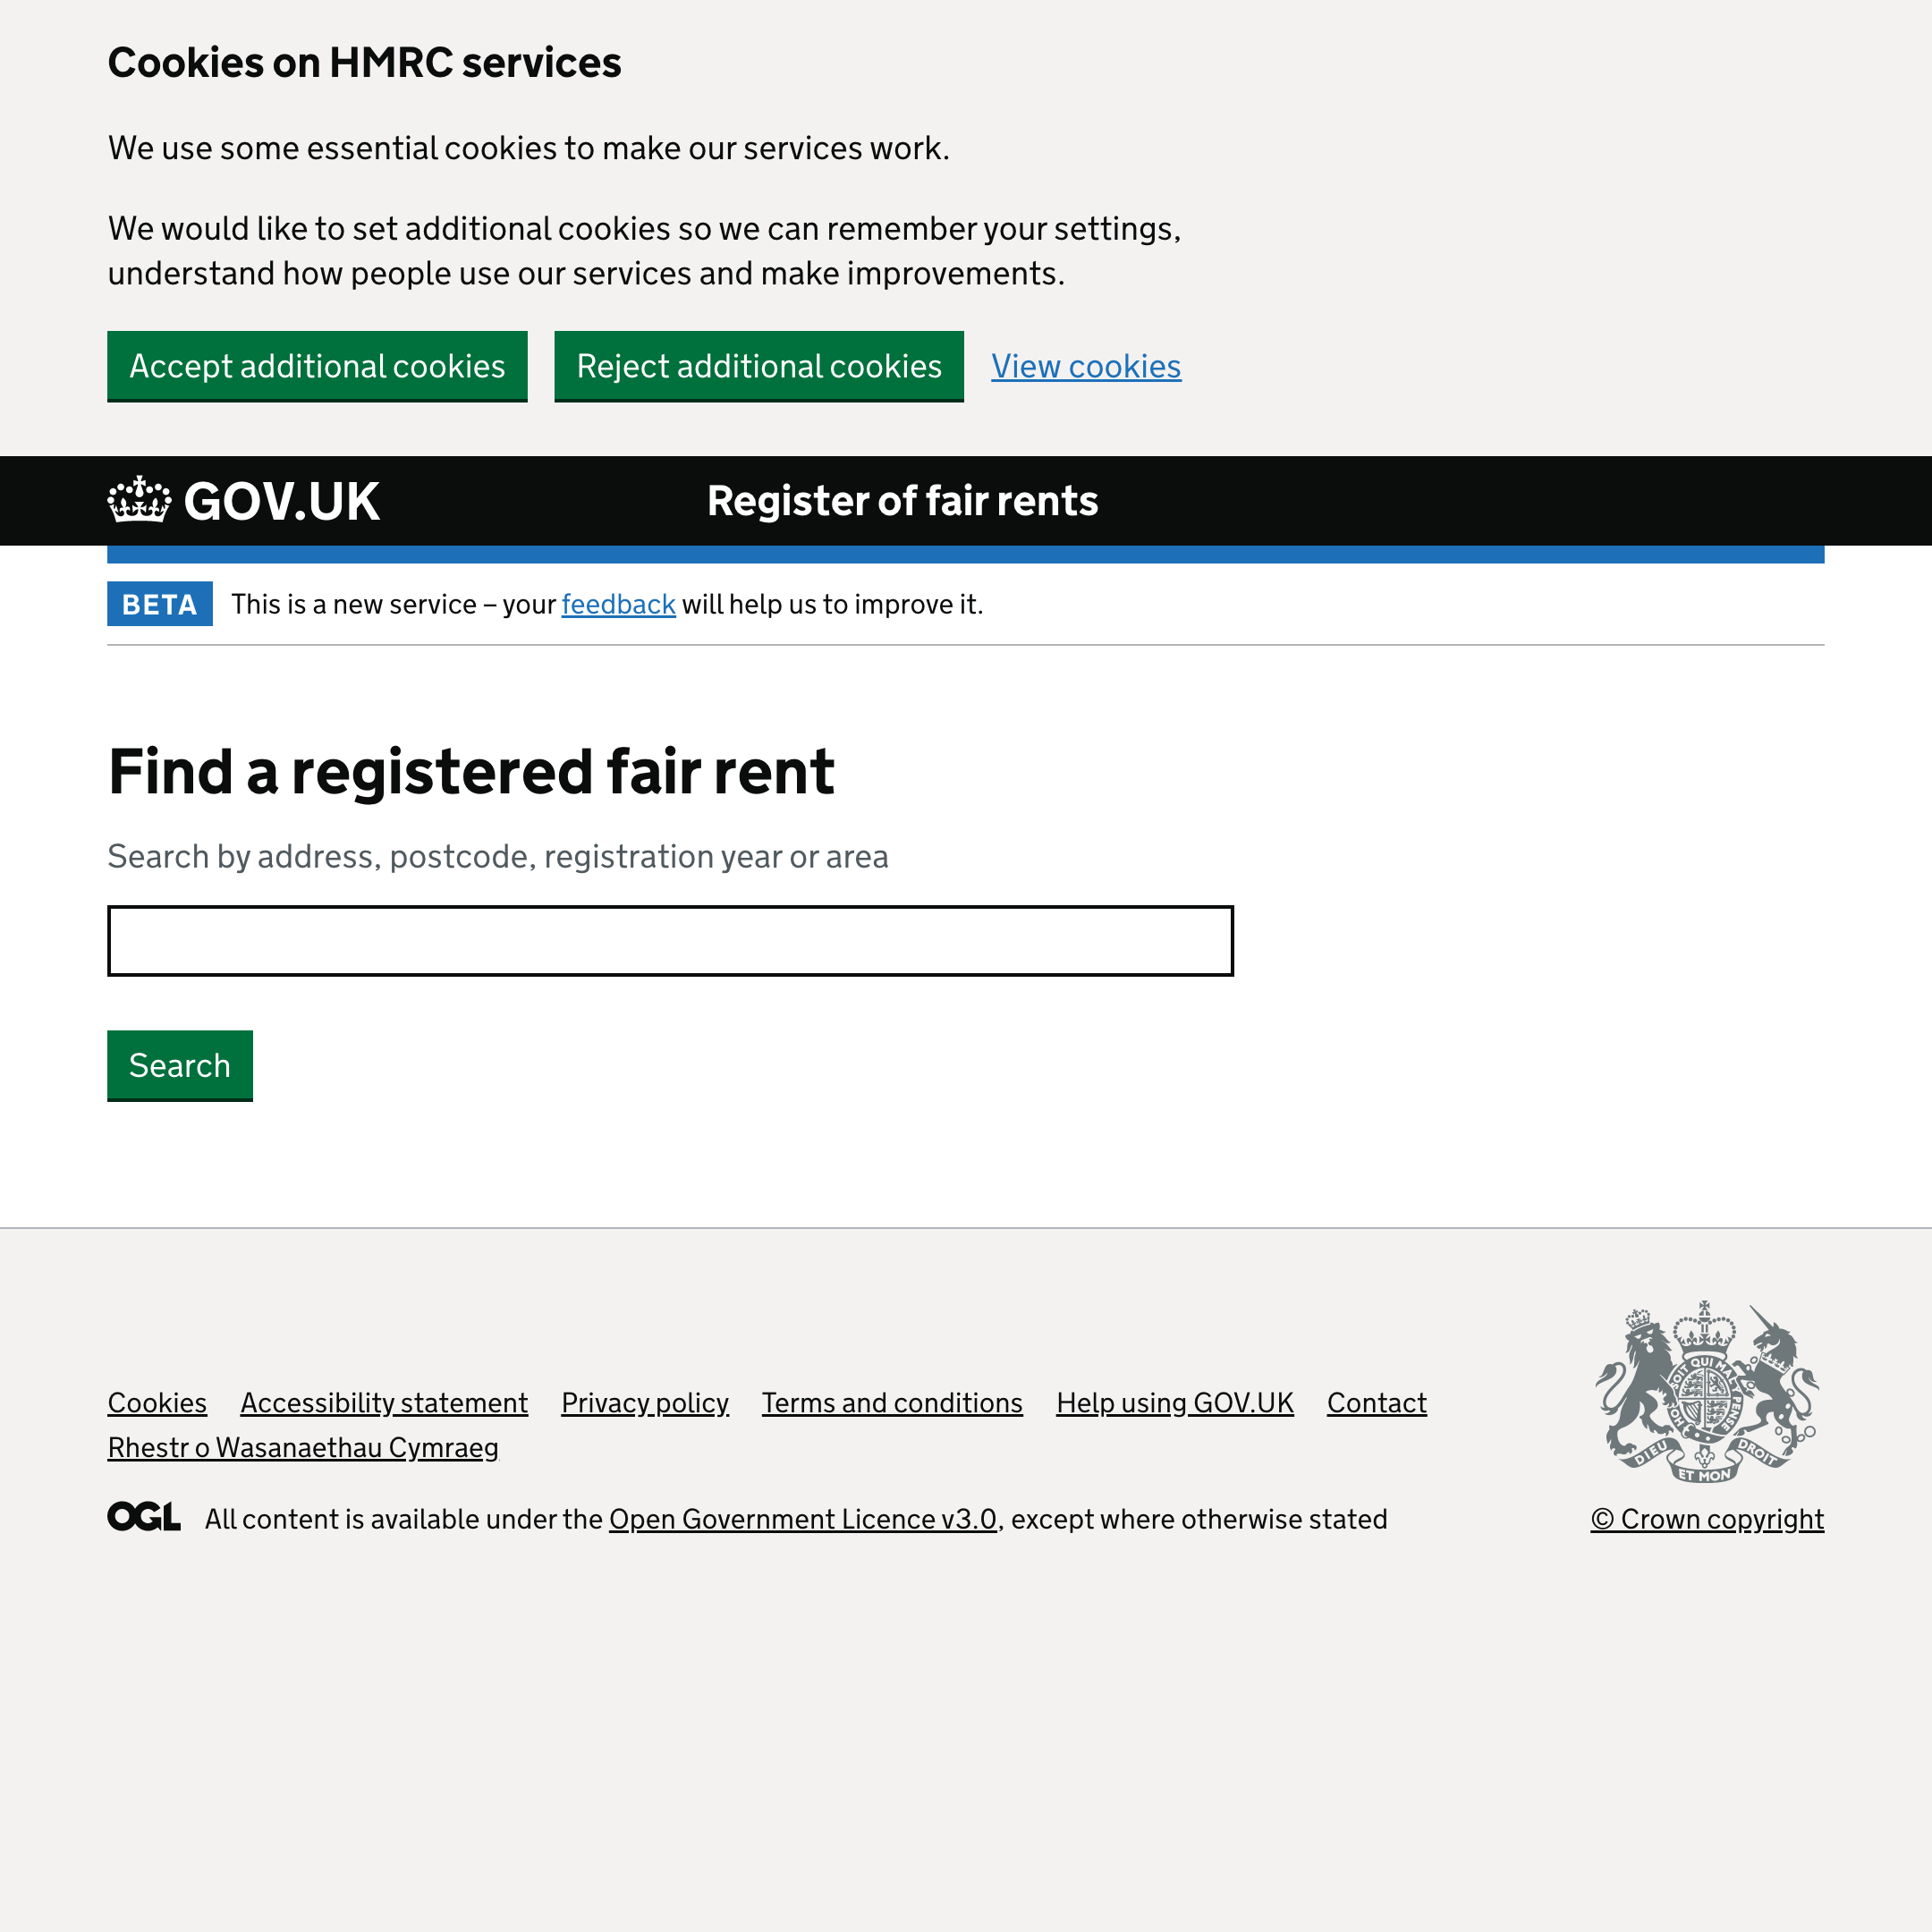 Cookies on HMRC services
We use some essential cookies to make our services work.
We would like to set additional cookies so we can remember your settings,
understand how people use our services and make improvements.
Accept additional cookies Reject additional cookies View cookies
GOV.UK Register of fair rents
BETA This is a new service – your feedback will help us to improve it.
Find a registered fair rent
Search by address, postcode, registration year or area
Search
Cookies Accessibility statement Privacy policy Terms and conditions Help using GOV.UK Contact
Rhestr o Wasanaethau Cymraeg
DIEU ET MON DROIT
OGL All content is available under the Open Government Licence v3.0, except where otherwise stated
© Crown copyright